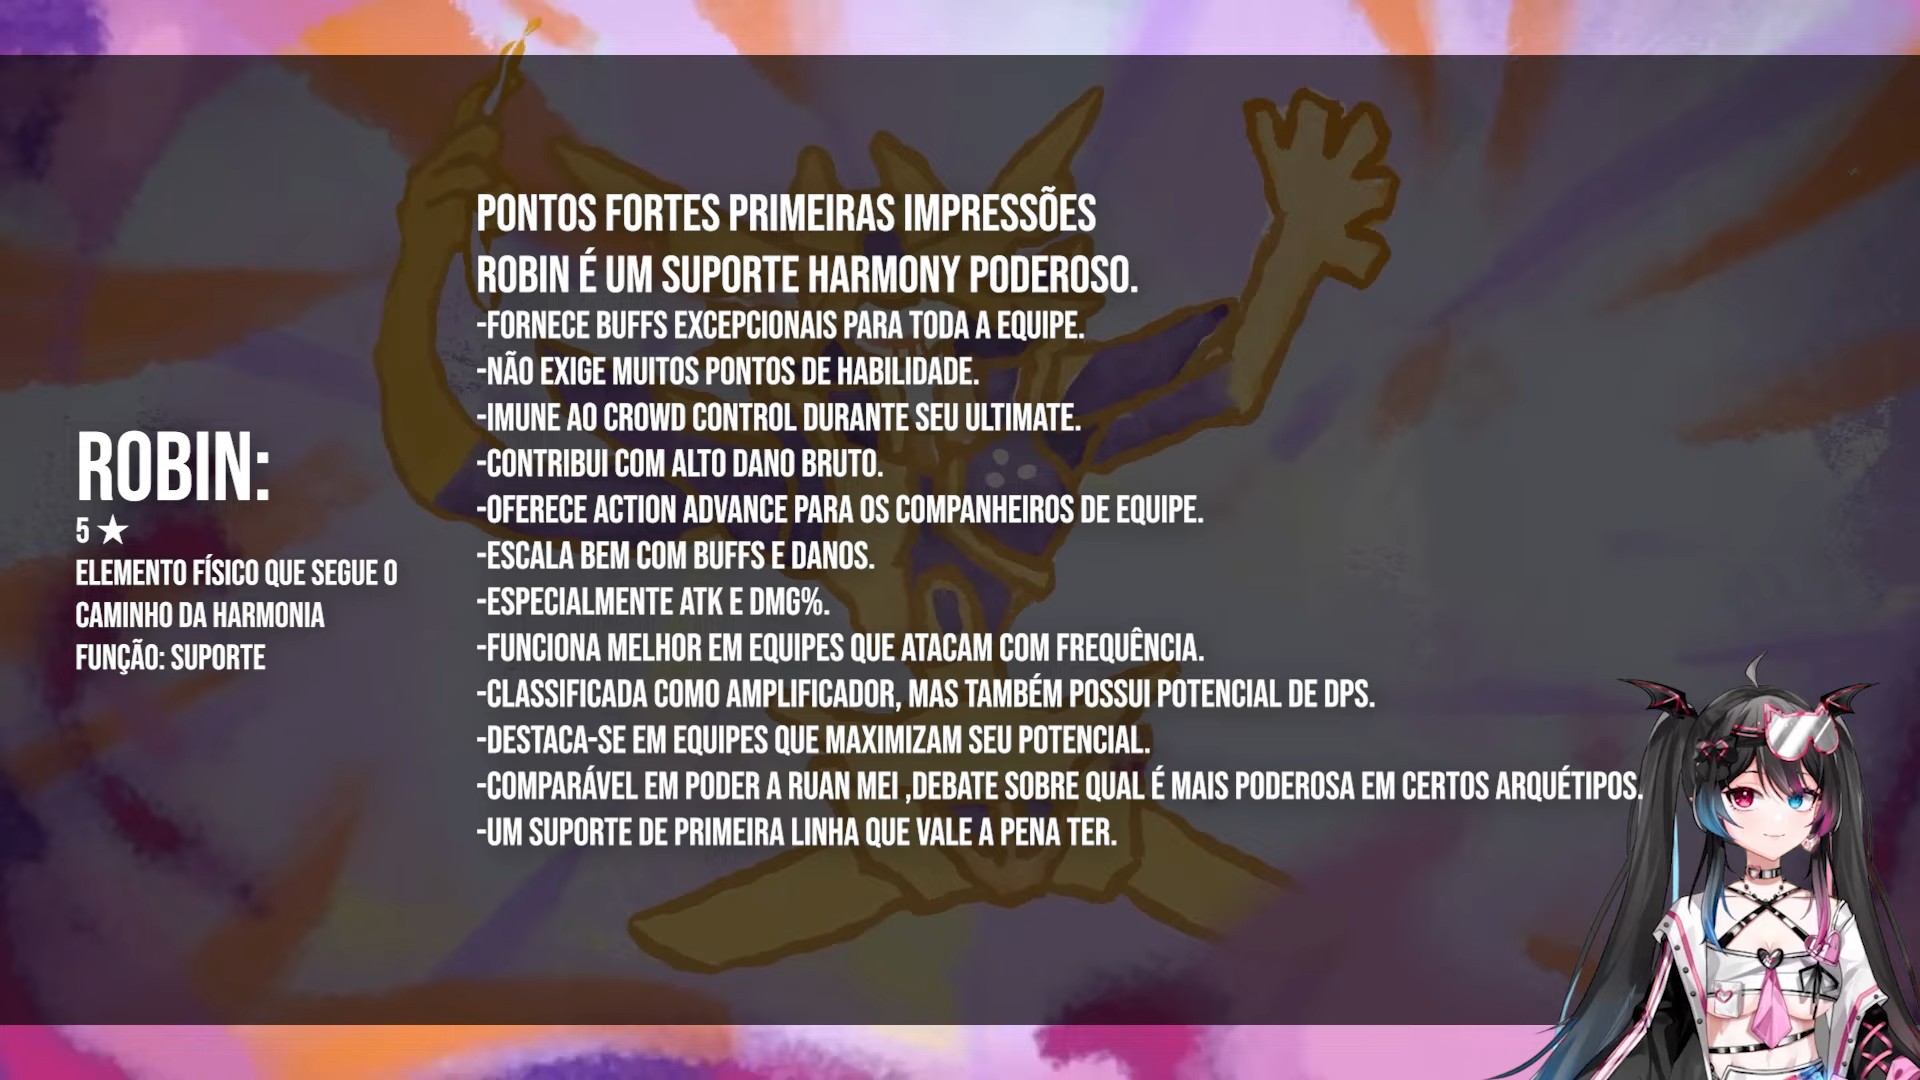 ROBIN:
5 ★
ELEMENTO FÍSICO QUE SEGUE O
CAMINHO DA HARMONIA
FUNÇÃO: SUPORTE
PONTOS FORTES PRIMEIRAS IMPRESSÕES
ROBIN É UM SUPORTE HARMONY PODEROSO.
-FORNECE BUFFS EXCEPCIONAIS PARA TODA A EQUIPE.
-NÃO EXIGE MUITOS PONTOS DE HABILIDADE.
-IMUNE AO CROWD CONTROL DURANTE SEU ULTIMATE.
-CONTRIBUI COM ALTO DANO BRUTO.
-OFERECE ACTION ADVANCE PARA OS COMPANHEIROS DE EQUIPE.
-ESCALA BEM COM BUFFS E DANOS.
-ESPECIALMENTE ATK E DMG%.
-FUNCIONA MELHOR EM EQUIPES QUE ATACAM COM FREQUÊNCIA.
-CLASSIFICADA COMO AMPLIFICADOR, MAS TAMBÉM POSSUI POTENCIAL DE DPS.
-DESTACA-SE EM EQUIPES QUE MAXIMIZAM SEU POTENCIAL.
-COMPARÁVEL EM PODER A RUAN MEI ,DEBATE SOBRE QUAL É MAIS PODEROSA EM CERTOS ARQUÉTIPOS.
-UM SUPORTE DE PRIMEIRA LINHA QUE VALE A PENA TER.